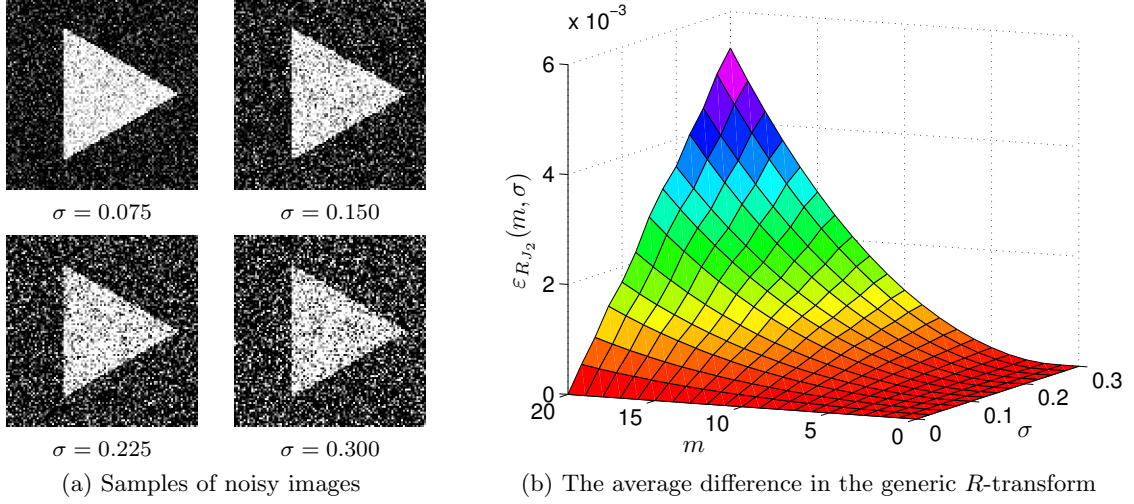 σ = 0.075
σ = 0.150
σ = 0.225
σ = 0.300
(a) Samples of noisy images
x 10⁻³
6
4
2
0
ε_{R_{J_2}}(m, σ)
20
15
10
5
0
m
0
0.1
0.2
0.3
σ
(b) The average difference in the generic R-transform